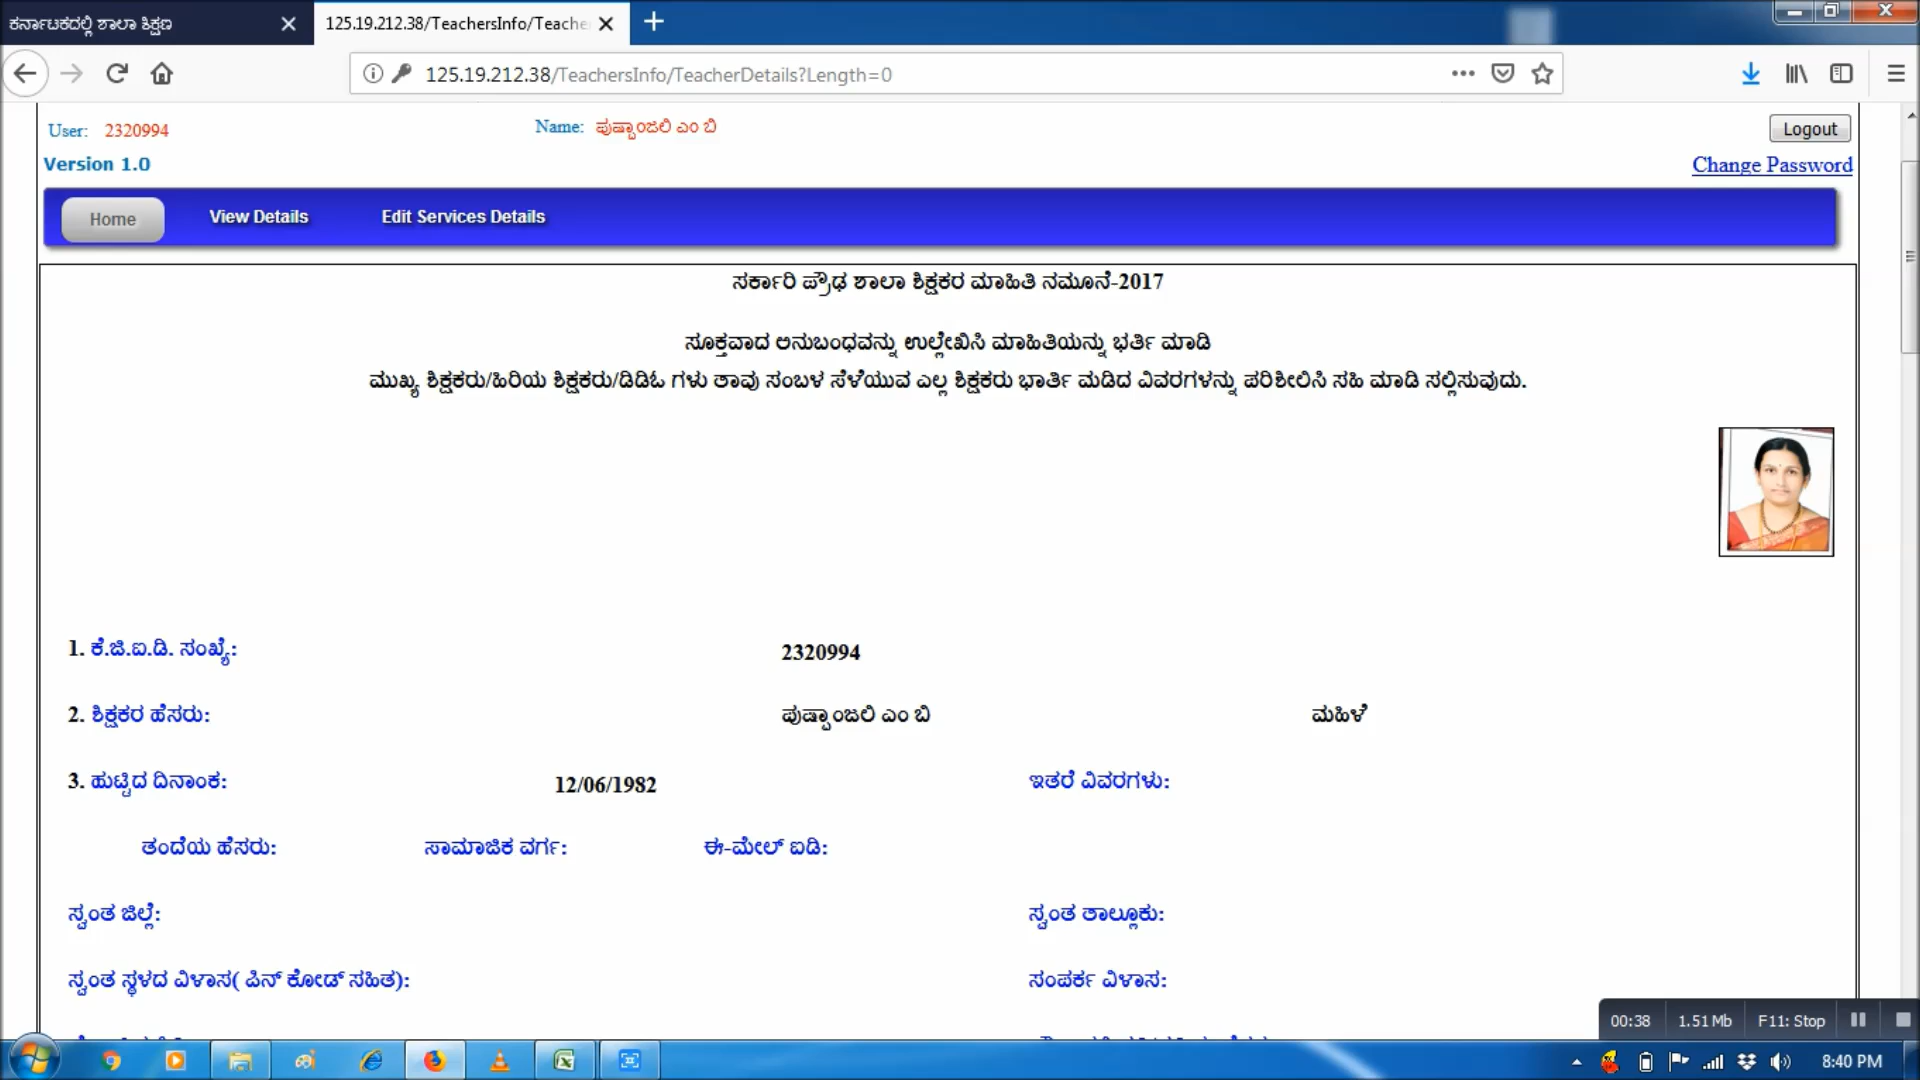 ಕರ್ನಾಟಕದಲ್ಲಿ ಶಾಲಾ ಶಿಕ್ಷಣ
125.19.212.38/TeachersInfo/Teache
125.19.212.38/TeachersInfo/TeacherDetails?Length=0
User: 2320994 Name: ಪುಷ್ಪಾಂಜಲಿ ಎಂ ಬಿ Logout
Version 1.0 Change Password
Home View Details Edit Services Details
ಸರ್ಕಾರಿ ಪ್ರೌಢ ಶಾಲಾ ಶಿಕ್ಷಕರ ಮಾಹಿತಿ ನಮೂನೆ-2017
ಸೂಕ್ತವಾದ ಅನುಬಂಧವನ್ನು ಉಲ್ಲೇಖಿಸಿ ಮಾಹಿತಿಯನ್ನು ಭರ್ತಿ ಮಾಡಿ
ಮುಖ್ಯ ಶಿಕ್ಷಕರು/ಹಿರಿಯ ಶಿಕ್ಷಕರು/ಡಿಡಿಓ ಗಳು ತಾವು ಸಂಬಳ ಸೆಳೆಯುವ ಎಲ್ಲ ಶಿಕ್ಷಕರು ಭಾರ್ತಿ ಮಡಿದ ವಿವರಗಳನ್ನು ಪರಿಶೀಲಿಸಿ ಸಹಿ ಮಾಡಿ ಸಲ್ಲಿಸುವುದು.
1. ಕೆ.ಜಿ.ಐ.ಡಿ. ಸಂಖ್ಯೆ: 2320994
2. ಶಿಕ್ಷಕರ ಹೆಸರು: ಪುಷ್ಪಾಂಜಲಿ ಎಂ ಬಿ ಮಹಿಳೆ
3. ಹುಟ್ಟಿದ ದಿನಾಂಕ: 12/06/1982 ಇತರೆ ವಿವರಗಳು:
ತಂದೆಯ ಹೆಸರು: ಸಾಮಾಜಿಕ ವರ್ಗ: ಈ-ಮೇಲ್ ಐಡಿ:
ಸ್ವಂತ ಜಿಲ್ಲೆ: ಸ್ವಂತ ತಾಲ್ಲೂಕು:
ಸ್ವಂತ ಸ್ಥಳದ ವಿಳಾಸ( ಪಿನ್ ಕೋಡ್ ಸಹಿತ): ಸಂಪರ್ಕ ವಿಳಾಸ:
00:38 1.51 Mb F11: Stop
8:40 PM